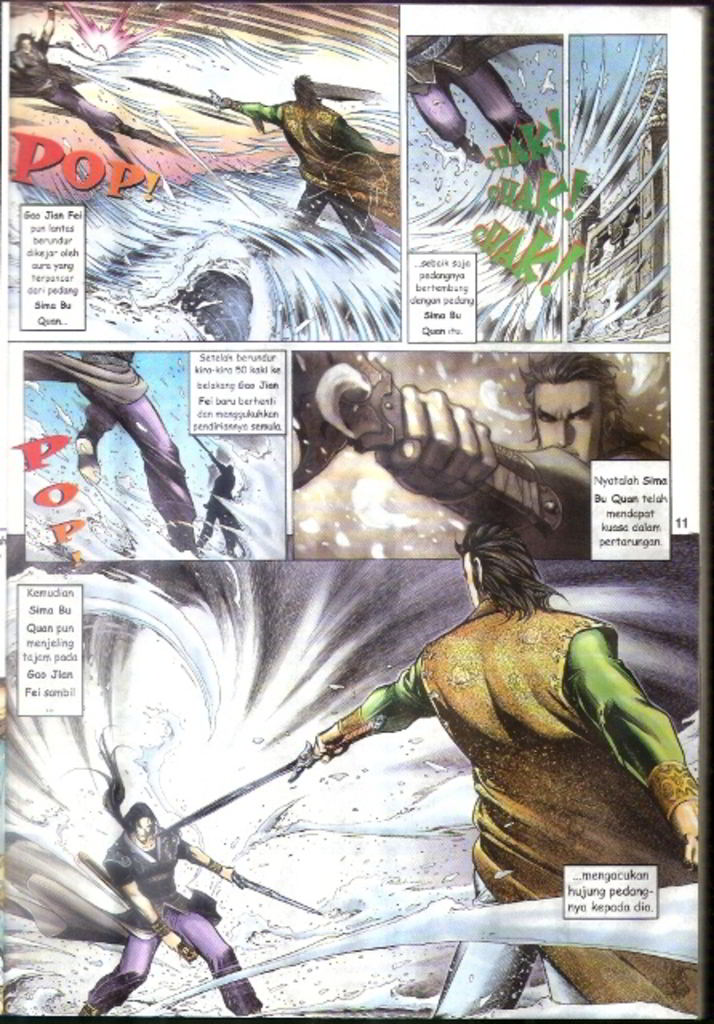 POP!
Gao Jian Fei
pun lantas
berundur
dikejar oleh
aura yang
terpancar
dari pedang
Sima Bu
Quan...
CHAK!
CHAK!
CHAK!
...sebaik saja
pedangnya
bertembung
dengan pedang
Sima Bu
Quan itu.
POP!
Setelah berundur
kira-kira 50 kaki ke
belakang Gao Jian
Fei baru berhenti
dan mengukuhkan
pendiriannya semula.
Nyatalah Sima
Bu Quan telah
mendapat
kuasa dalam
pertarungan.
11
Kemudian
Sima Bu
Quan pun
menjeling
tajam pada
Gao Jian
Fei sambil
...
...mengacukan
hujung pedang-
nya kepada dia.